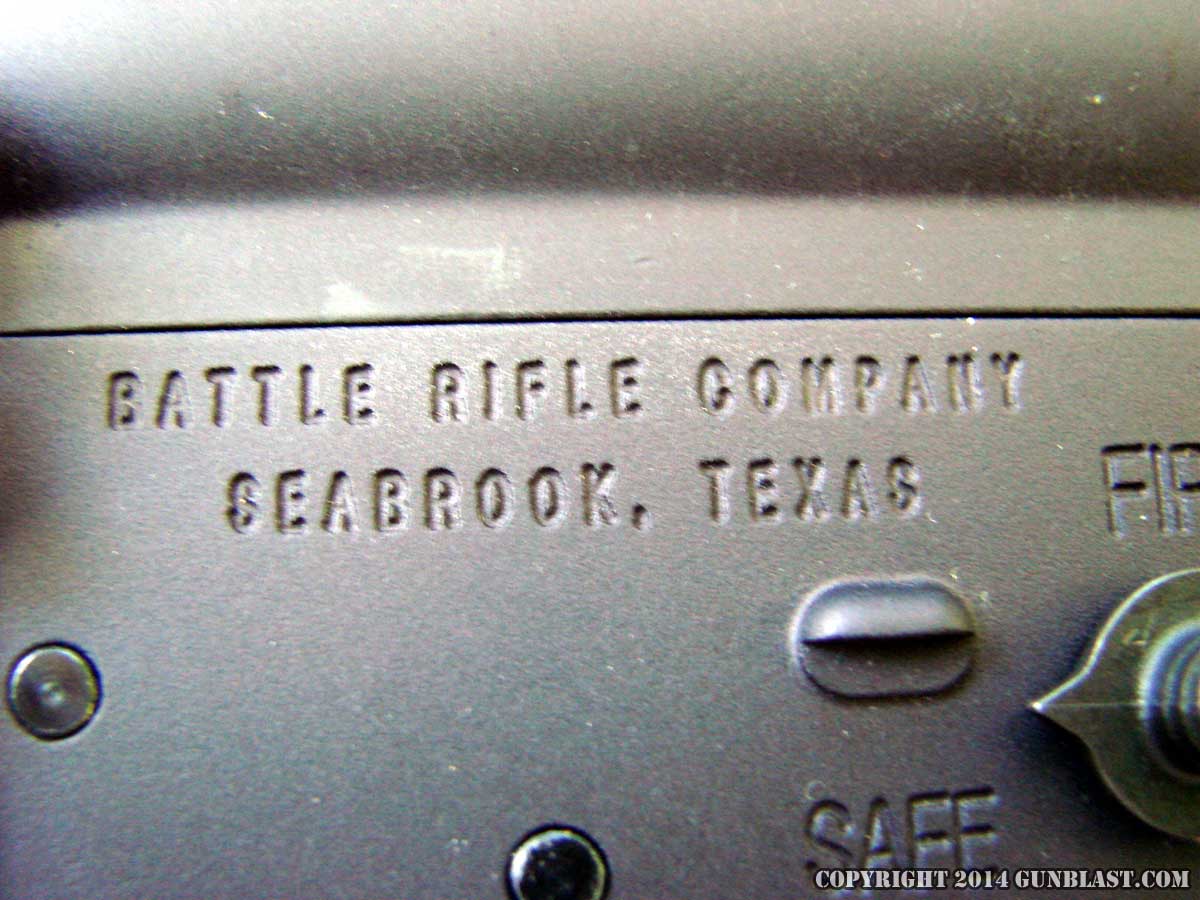 BATTLE RIFLE COMPANY
SEABROOK, TEXAS
SAFE
COPYRIGHT 2014 GUNBLAST.COM